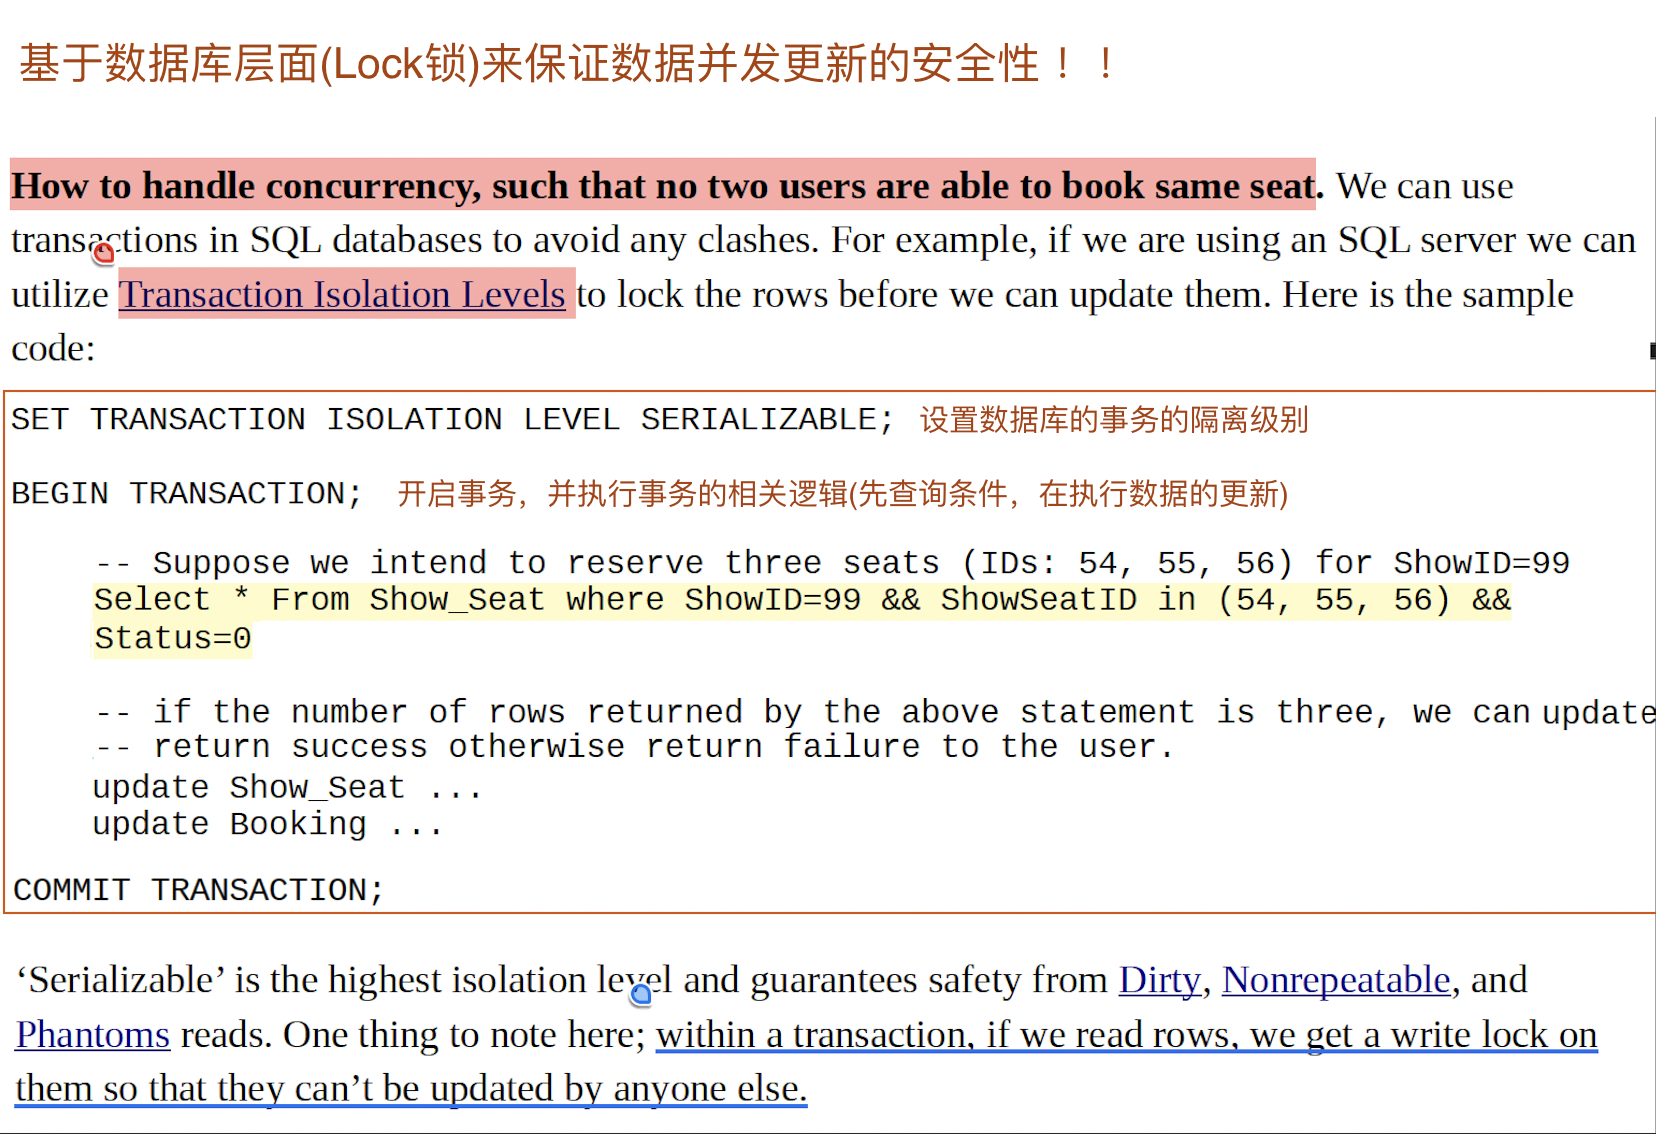 基于数据库层面(Lock锁)来保证数据并发更新的安全性！！
How to handle concurrency, such that no two users are able to book same seat. We can use
transactions in SQL databases to avoid any clashes. For example, if we are using an SQL server we can
utilize Transaction Isolation Levels to lock the rows before we can update them. Here is the sample
code:
SET TRANSACTION ISOLATION LEVEL SERIALIZABLE; 设置数据库的事务的隔离级别
BEGIN TRANSACTION; 开启事务，并执行事务的相关逻辑(先查询条件，在执行数据的更新)
-- Suppose we intend to reserve three seats (IDs: 54, 55, 56) for ShowID=99
Select * From Show_Seat where ShowID=99 && ShowSeatID in (54, 55, 56) &&
Status=0
-- if the number of rows returned by the above statement is three, we can update
-- return success otherwise return failure to the user.
update Show_Seat ...
update Booking ...
COMMIT TRANSACTION;
‘Serializable’ is the highest isolation level and guarantees safety from Dirty, Nonrepeatable, and
Phantoms reads. One thing to note here; within a transaction, if we read rows, we get a write lock on
them so that they can’t be updated by anyone else.